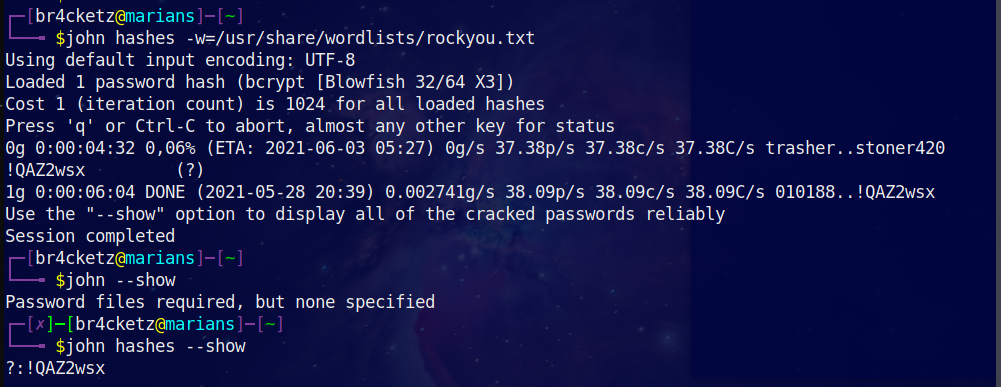 ┌─[br4cketz@marians]─[~]
└──╼ $john hashes -w=/usr/share/wordlists/rockyou.txt
Using default input encoding: UTF-8
Loaded 1 password hash (bcrypt [Blowfish 32/64 X3])
Cost 1 (iteration count) is 1024 for all loaded hashes
Press 'q' or Ctrl-C to abort, almost any other key for status
0g 0:00:04:32 0,06% (ETA: 2021-06-03 05:27) 0g/s 37.38p/s 37.38c/s 37.38C/s trasher..stoner420
!QAZ2wsx         (?)
1g 0:00:06:04 DONE (2021-05-28 20:39) 0.002741g/s 38.09p/s 38.09c/s 38.09C/s 010188..!QAZ2wsx
Use the "--show" option to display all of the cracked passwords reliably
Session completed
┌─[br4cketz@marians]─[~]
└──╼ $john --show
Password files required, but none specified
┌─[✗]─[br4cketz@marians]─[~]
└──╼ $john hashes --show
?:!QAZ2wsx